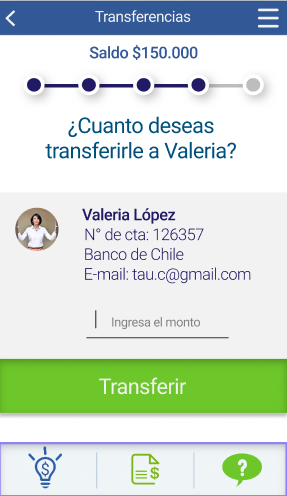 Transferencias
Saldo $150.000
¿Cuanto deseas
transferirle a Valeria?
Valeria López
N° de cta: 126357
Banco de Chile
E-mail: tau.c@gmail.com
Ingresa el monto
Transferir
$
$
?